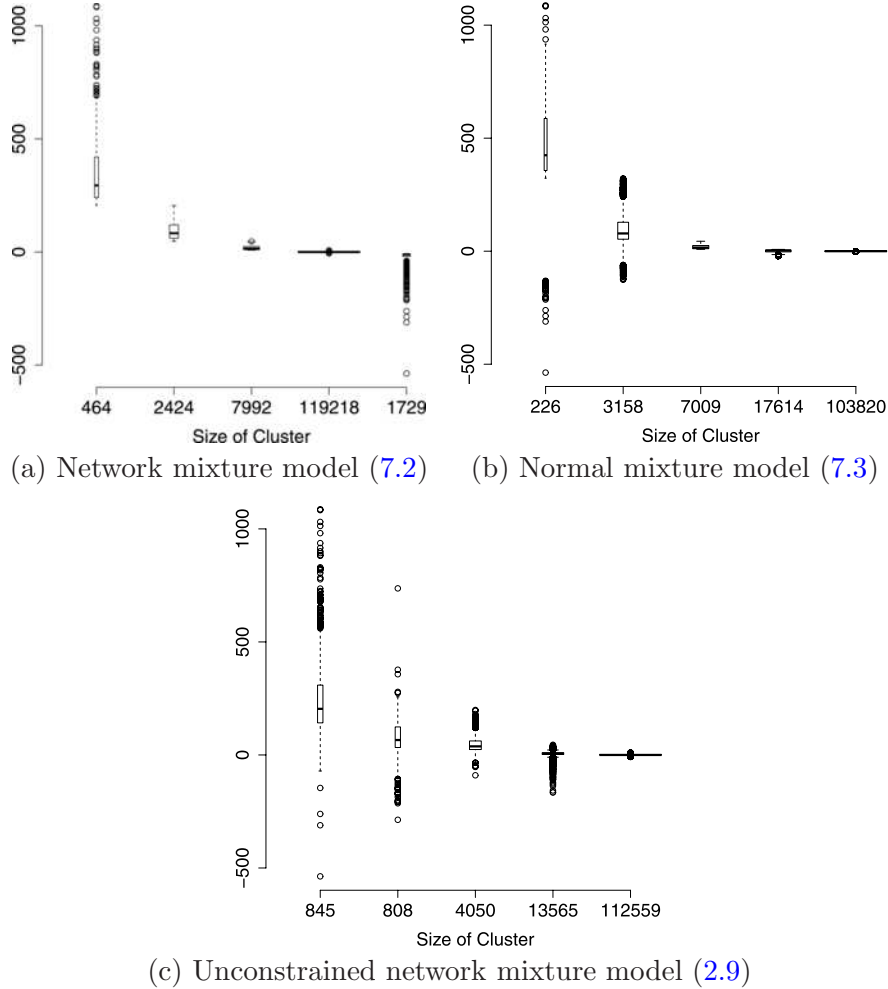 1000
500
0
−500
464 2424 7992 119218 1729
Size of Cluster
(a) Network mixture model (7.2)
1000
500
0
−500
226 3158 7009 17614 103820
Size of Cluster
(b) Normal mixture model (7.3)
1000
500
0
−500
845 808 4050 13565 112559
Size of Cluster
(c) Unconstrained network mixture model (2.9)